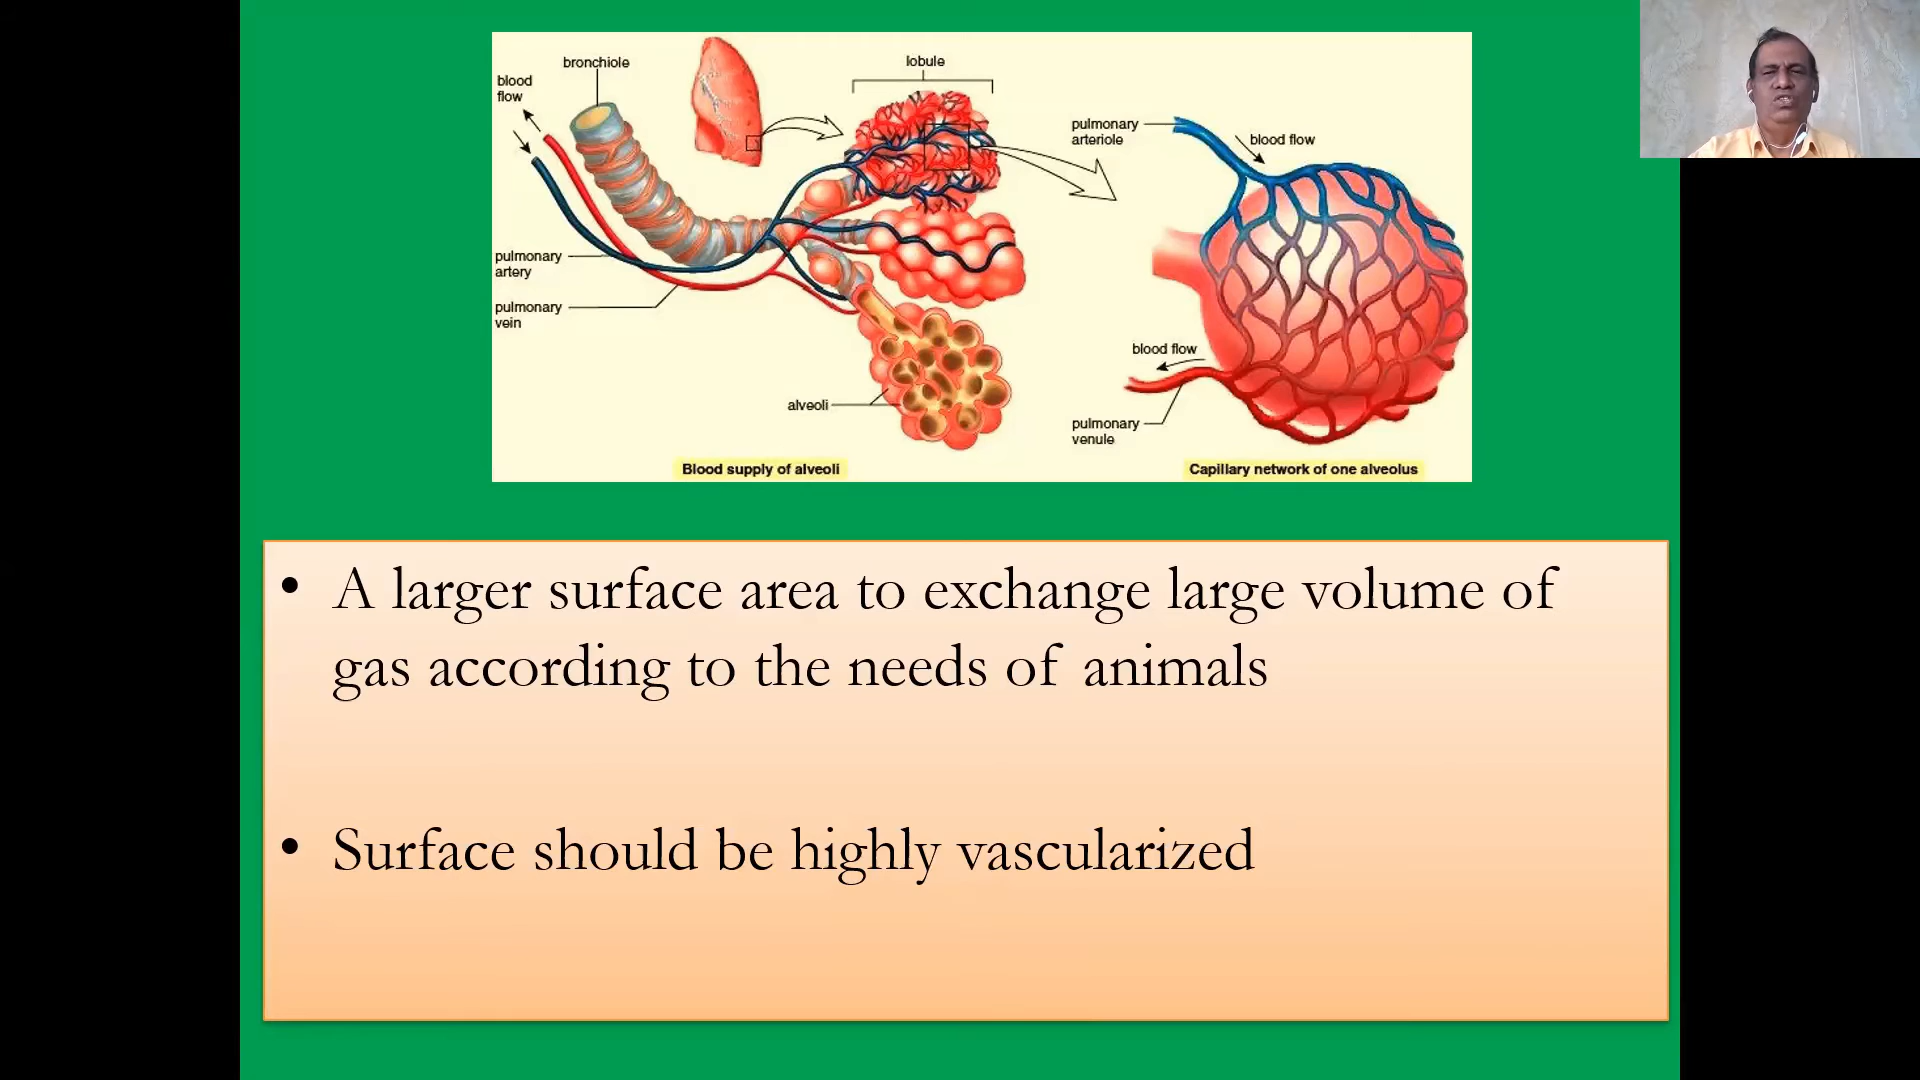 bronchiole
blood
flow
lobule
pulmonary
arteriole
blood flow
pulmonary
artery
pulmonary
vein
blood flow
alveoli
pulmonary
venule
Blood supply of alveoli
Capillary network of one alveolus
• A larger surface area to exchange large volume of
gas according to the needs of animals
• Surface should be highly vascularized